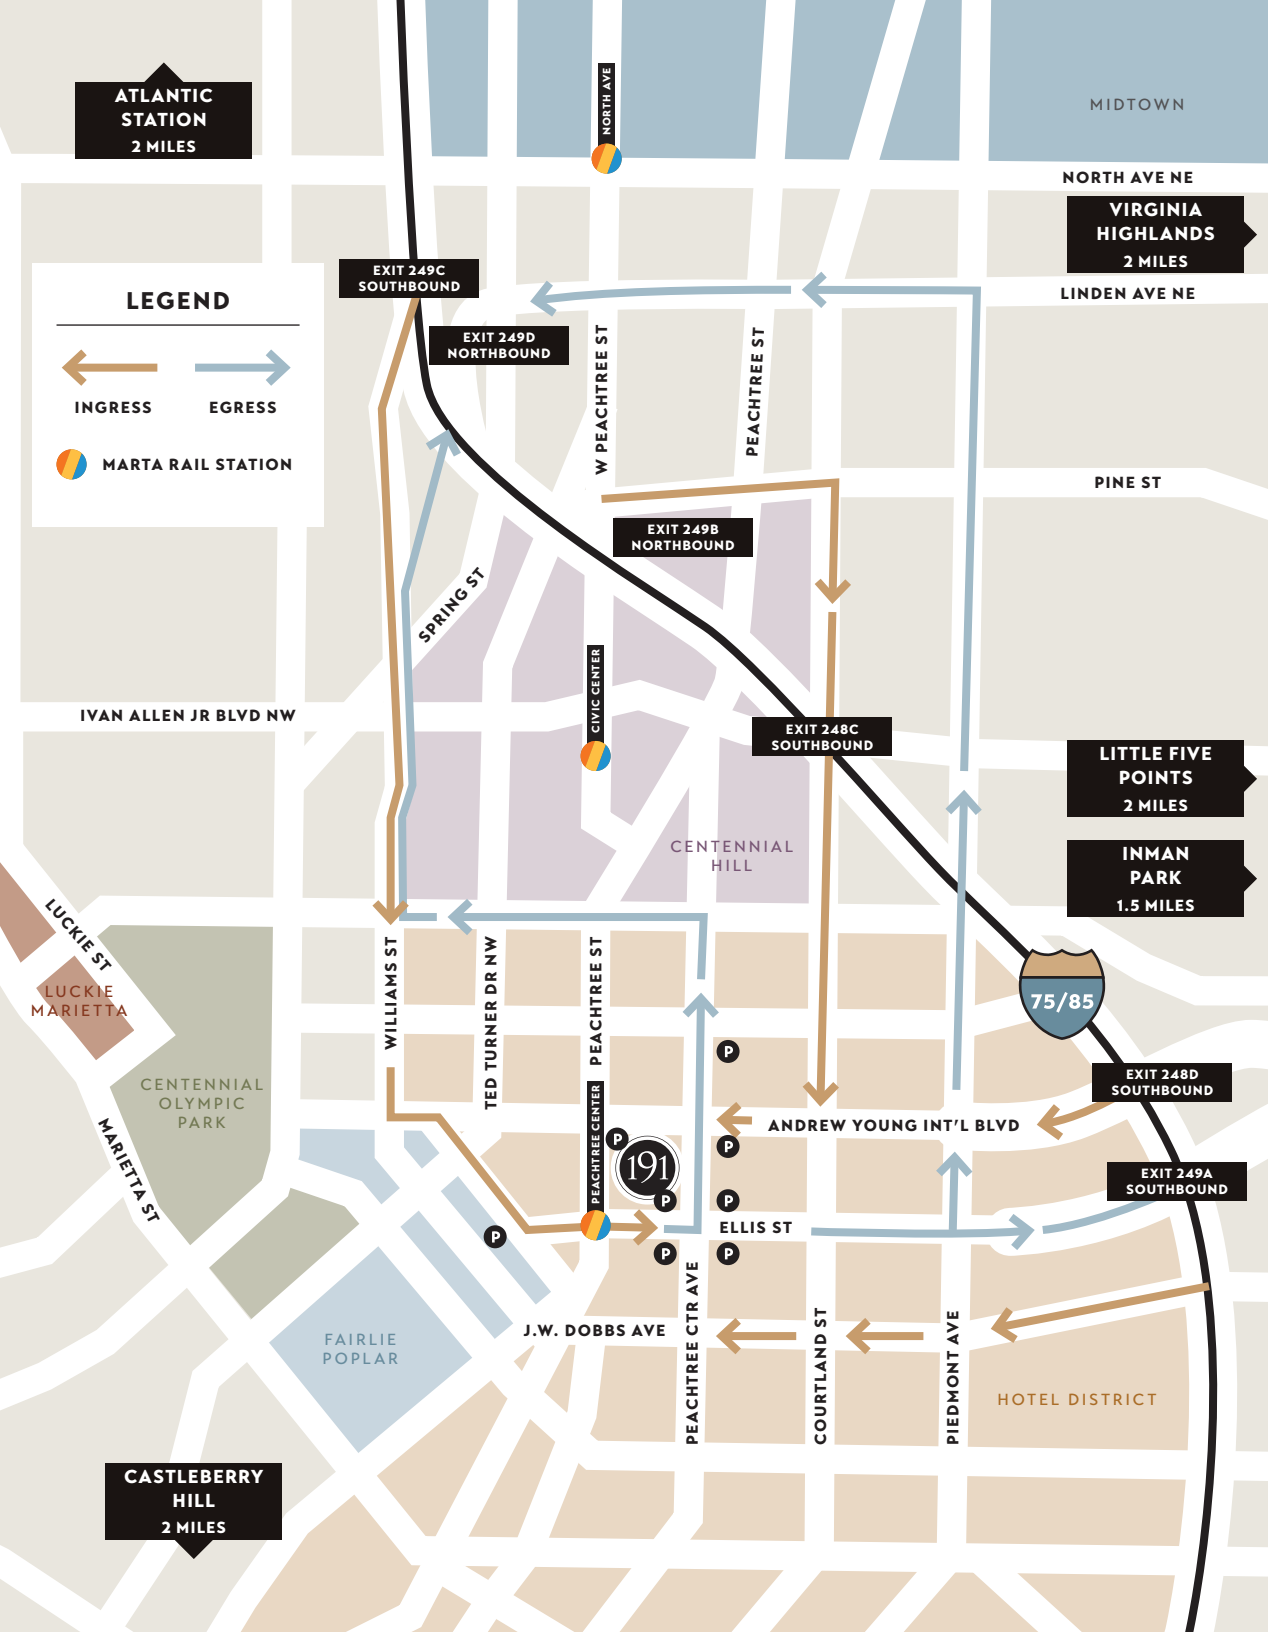 ATLANTIC
STATION
2 MILES
NORTH AVE
MIDTOWN
NORTH AVE NE
VIRGINIA
HIGHLANDS
2 MILES
LINDEN AVE NE
EXIT 249C
SOUTHBOUND
LEGEND
INGRESS
EGRESS
MARTA RAIL STATION
EXIT 249D
NORTHBOUND
W PEACHTREE ST
PEACHTREE ST
PINE ST
EXIT 249B
NORTHBOUND
SPRING ST
CIVIC CENTER
IVAN ALLEN JR BLVD NW
EXIT 248C
SOUTHBOUND
LITTLE FIVE
POINTS
2 MILES
CENTENNIAL
HILL
INMAN
PARK
1.5 MILES
LUCKIE ST
LUCKIE
MARIETTA
WILLIAMS ST
TED TURNER DR NW
PEACHTREE ST
75/85
P
CENTENNIAL
OLYMPIC
PARK
EXIT 248D
SOUTHBOUND
MARIETTA ST
PEACHTREE CENTER
ANDREW YOUNG INT'L BLVD
P
P
191
EXIT 249A
SOUTHBOUND
P
P
P
ELLIS ST
P
P
PEACHTREE CTR AVE
J.W. DOBBS AVE
COURTLAND ST
PIEDMONT AVE
FAIRLIE
POPLAR
HOTEL DISTRICT
CASTLEBERRY
HILL
2 MILES